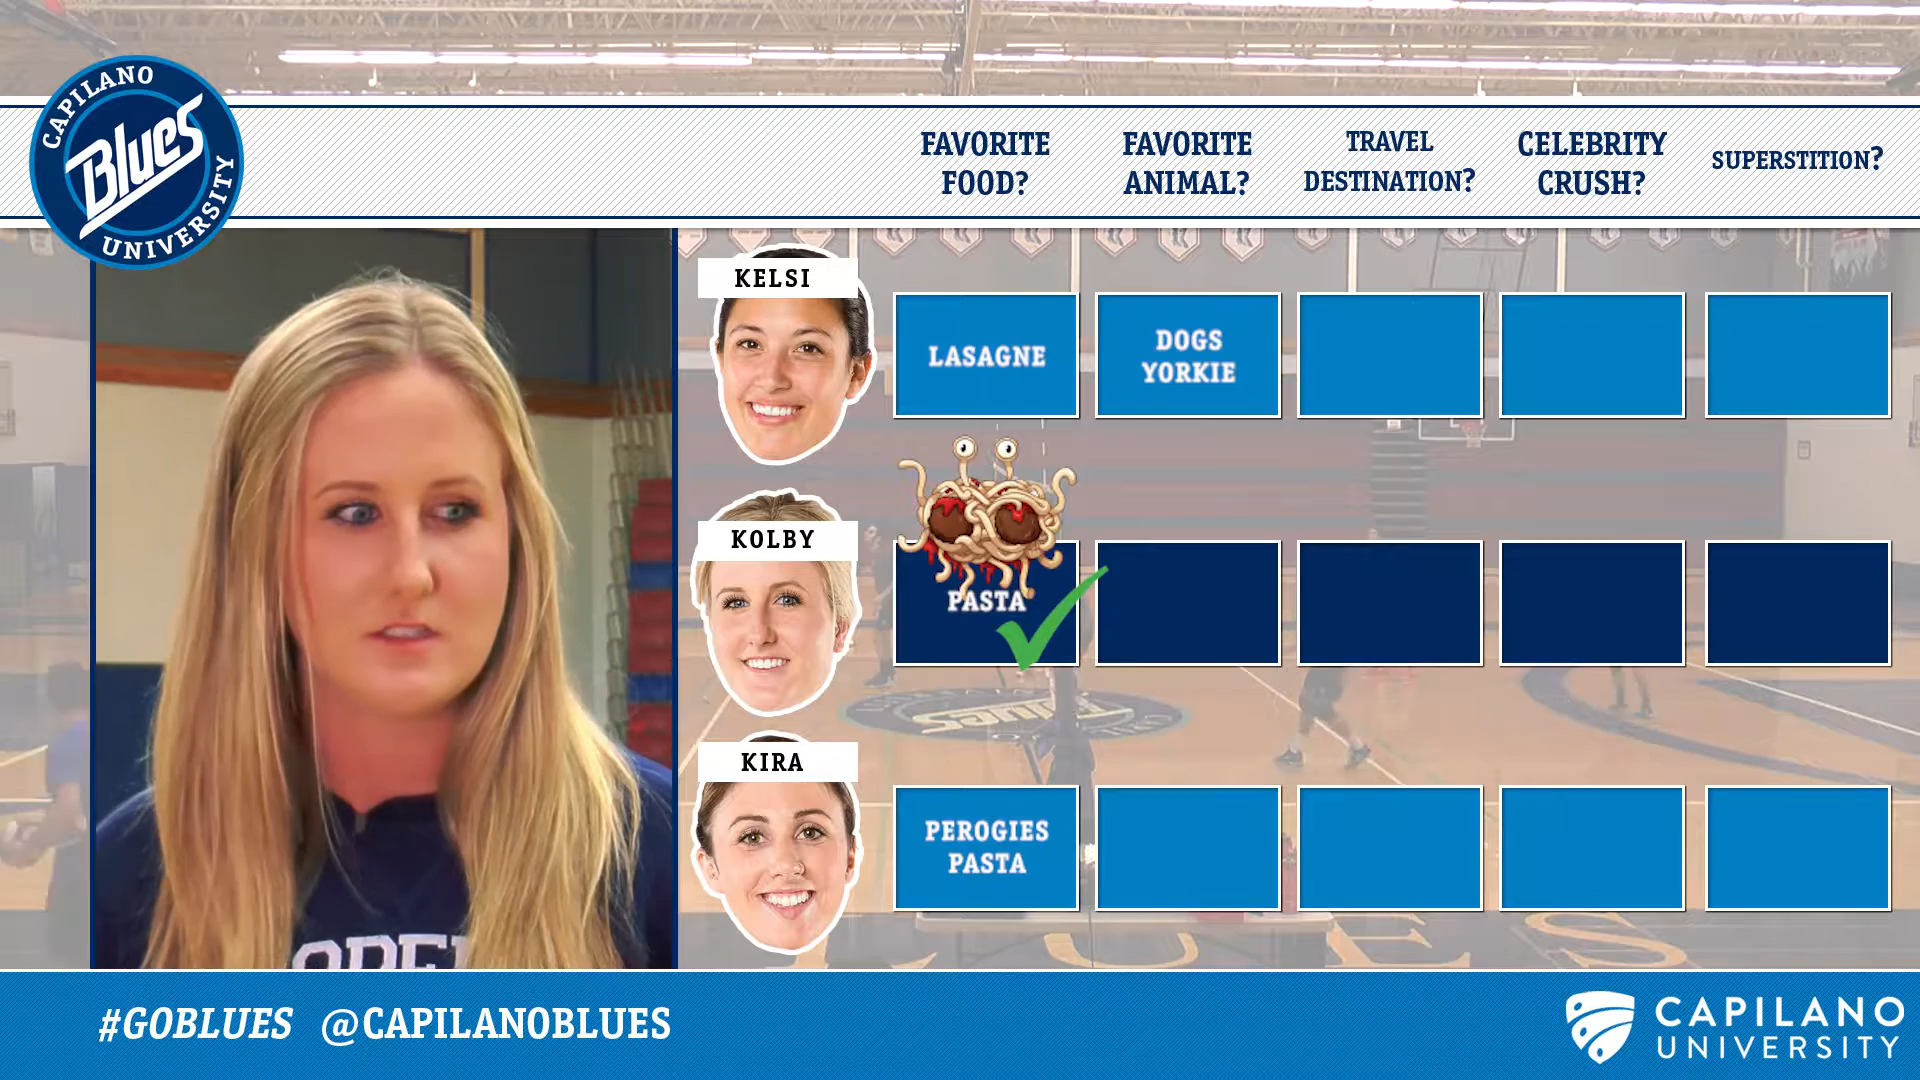 CAPILANO
Blues
UNIVERSITY
FAVORITE
FOOD?
FAVORITE
ANIMAL?
TRAVEL
DESTINATION?
CELEBRITY
CRUSH?
SUPERSTITION?
KELSI
LASAGNE
DOGS
YORKIE
KOLBY
PASTA
KIRA
PEROGIES
PASTA
#GOBLUES @CAPILANOBLUES
CAPILANO
UNIVERSITY